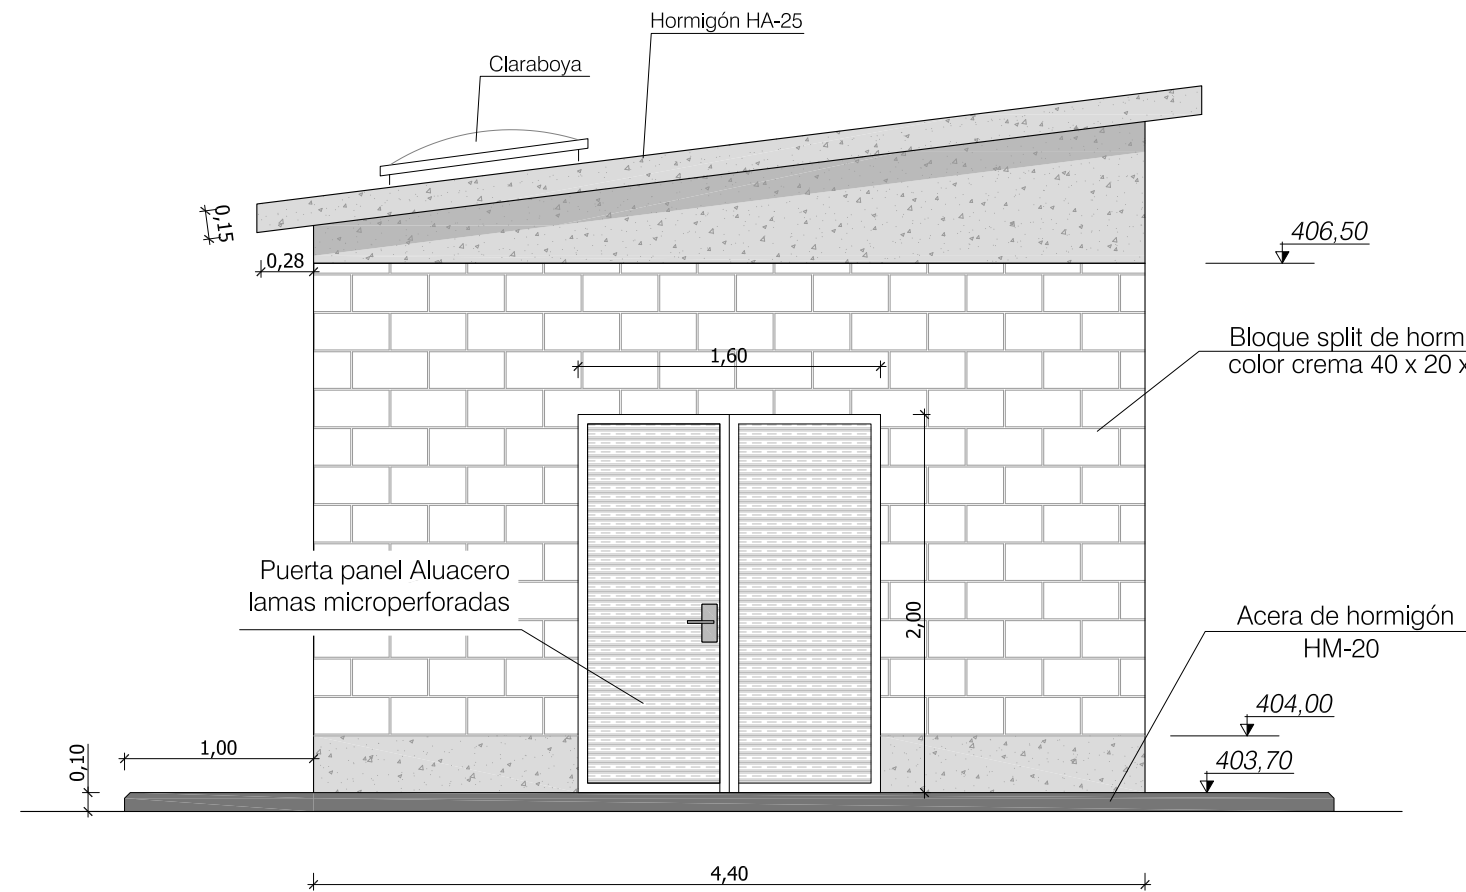 Hormigón HA-25
Claraboya
0,15
0,28
406,50
1,60
Bloque split de horm
color crema 40 x 20 x
Puerta panel Aluacero
lamas microperforadas
2,00
Acera de hormigón
HM-20
404,00
403,70
1,00
0,10
4,40